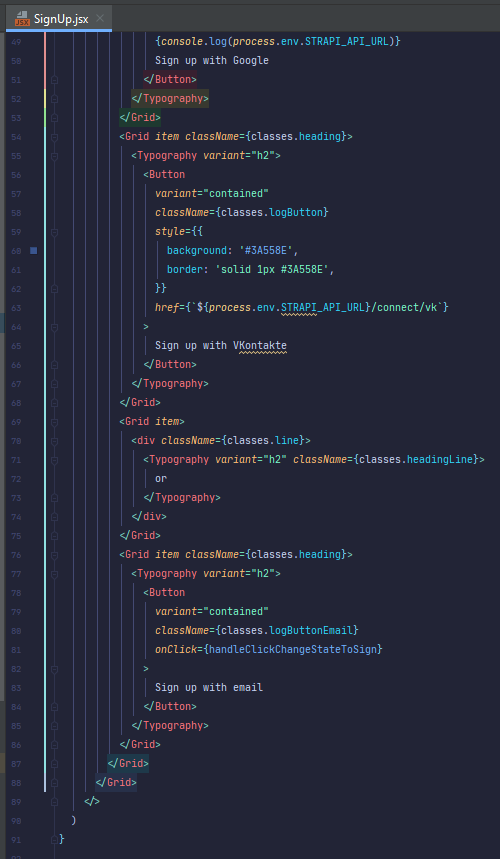 SignUp.jsx
49 {console.log(process.env.STRAPI_API_URL)}
50 Sign up with Google
51 </Button>
52 </Typography>
53 </Grid>
54 <Grid item className={classes.heading}>
55 <Typography variant="h2">
56 <Button
57 variant="contained"
58 className={classes.logButton}
59 style={{
60 background: '#3A558E',
61 border: 'solid 1px #3A558E',
62 }}
63 href={`${process.env.STRAPI_API_URL}/connect/vk`}
64 >
65 Sign up with VKontakte
66 </Button>
67 </Typography>
68 </Grid>
69 <Grid item>
70 <div className={classes.line}>
71 <Typography variant="h2" className={classes.headingLine}>
72 or
73 </Typography>
74 </div>
75 </Grid>
76 <Grid item className={classes.heading}>
77 <Typography variant="h2">
78 <Button
79 variant="contained"
80 className={classes.logButtonEmail}
81 onClick={handleClickChangeStateToSign}
82 >
83 Sign up with email
84 </Button>
85 </Typography>
86 </Grid>
87 </Grid>
88 </Grid>
89 </>
90 )
91 }